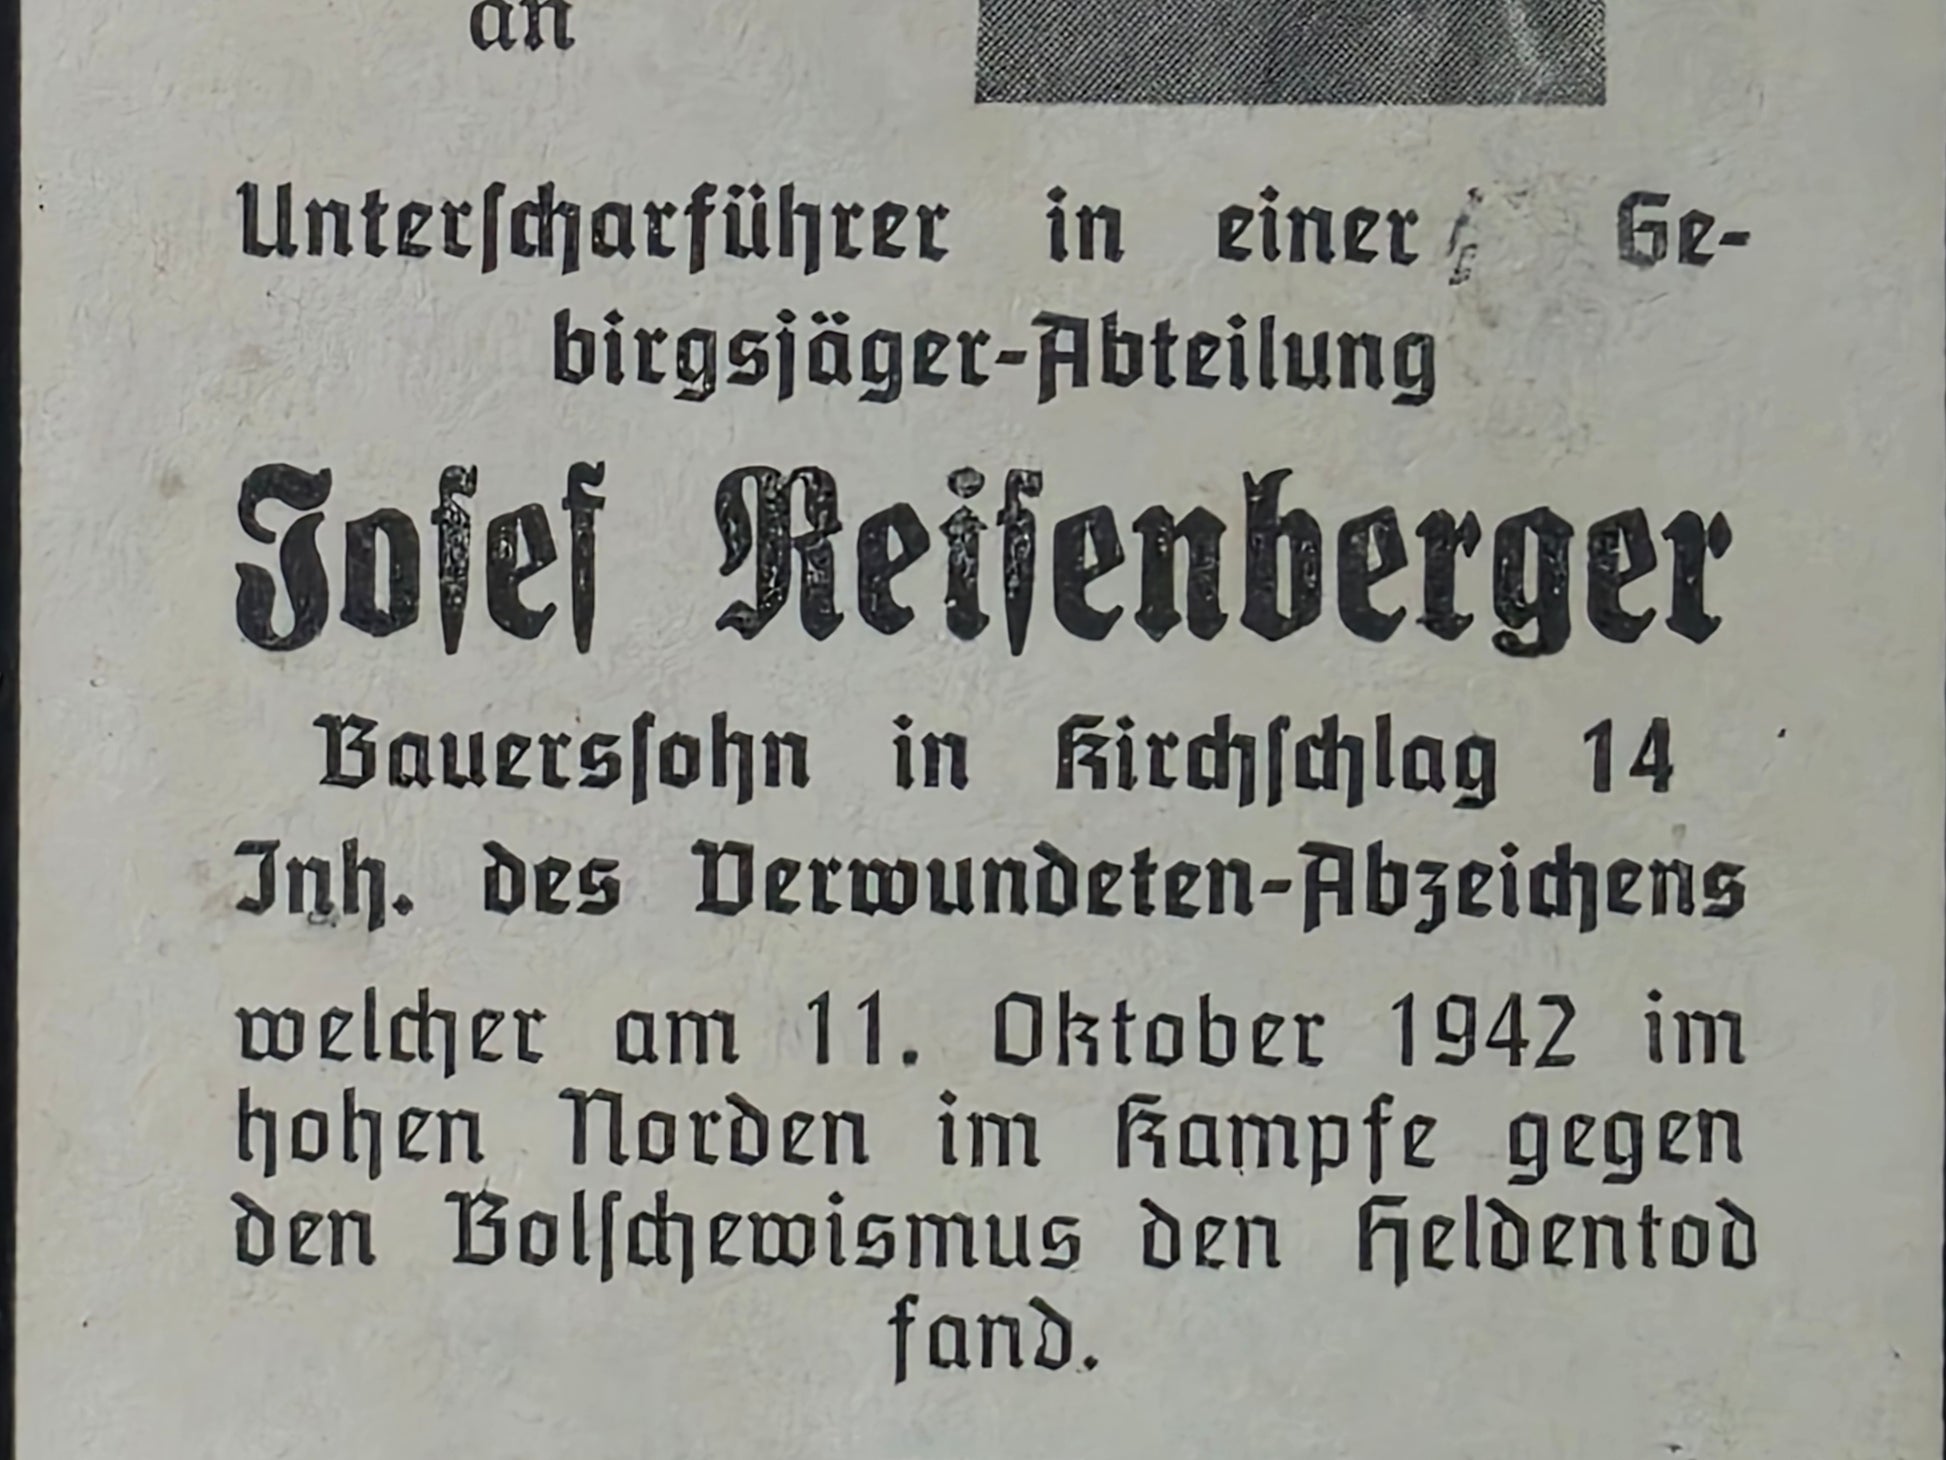 an
Unterscharführer in einer Ge-
birgsjäger-Abteilung
Josef Reisenberger
Bauerssohn in Kirchschlag 14
Inh. des Verwundeten-Abzeichens
welcher am 11. Oktober 1942 im
hohen Norden im Kampfe gegen
den Bolschewismus den Heldentod
fand.